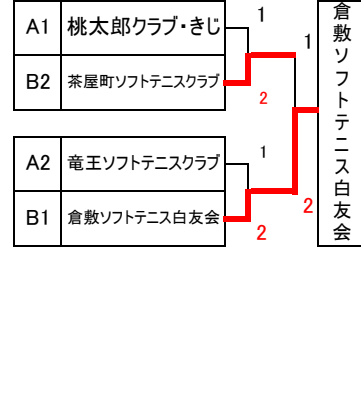 A1 桃太郎クラブ・きじ 1
B2 茶屋町ソフトテニスクラブ 2
1
A2 竜王ソフトテニスクラブ 1
B1 倉敷ソフトテニス白友会 2
2
倉敷ソフトテニス白友会